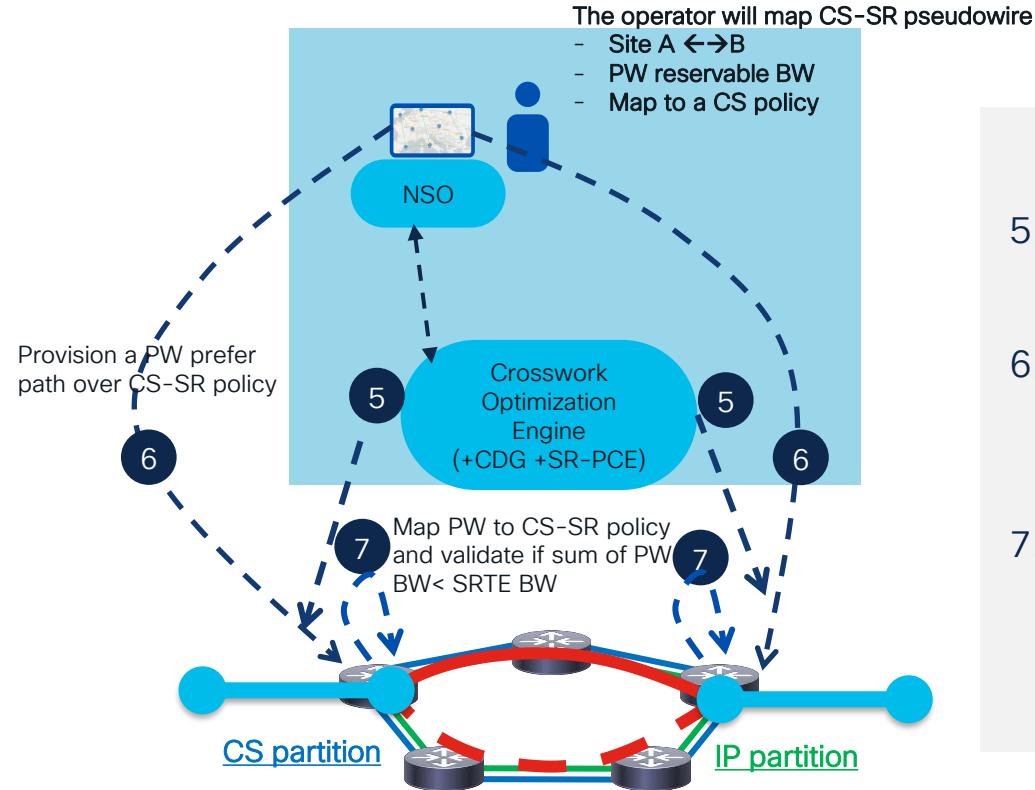 The operator will map CS-SR pseudowire
- Site A ←→B
- PW reservable BW
- Map to a CS policy
NSO
5
Provision a PW prefer
path over CS-SR policy
Crosswork
Optimization
Engine
(+CDG +SR-PCE)
5
5
6
6
6
Map PW to CS-SR policy
and validate if sum of PW
BW< SRTE BW
7
7
7
CS partition
IP partition